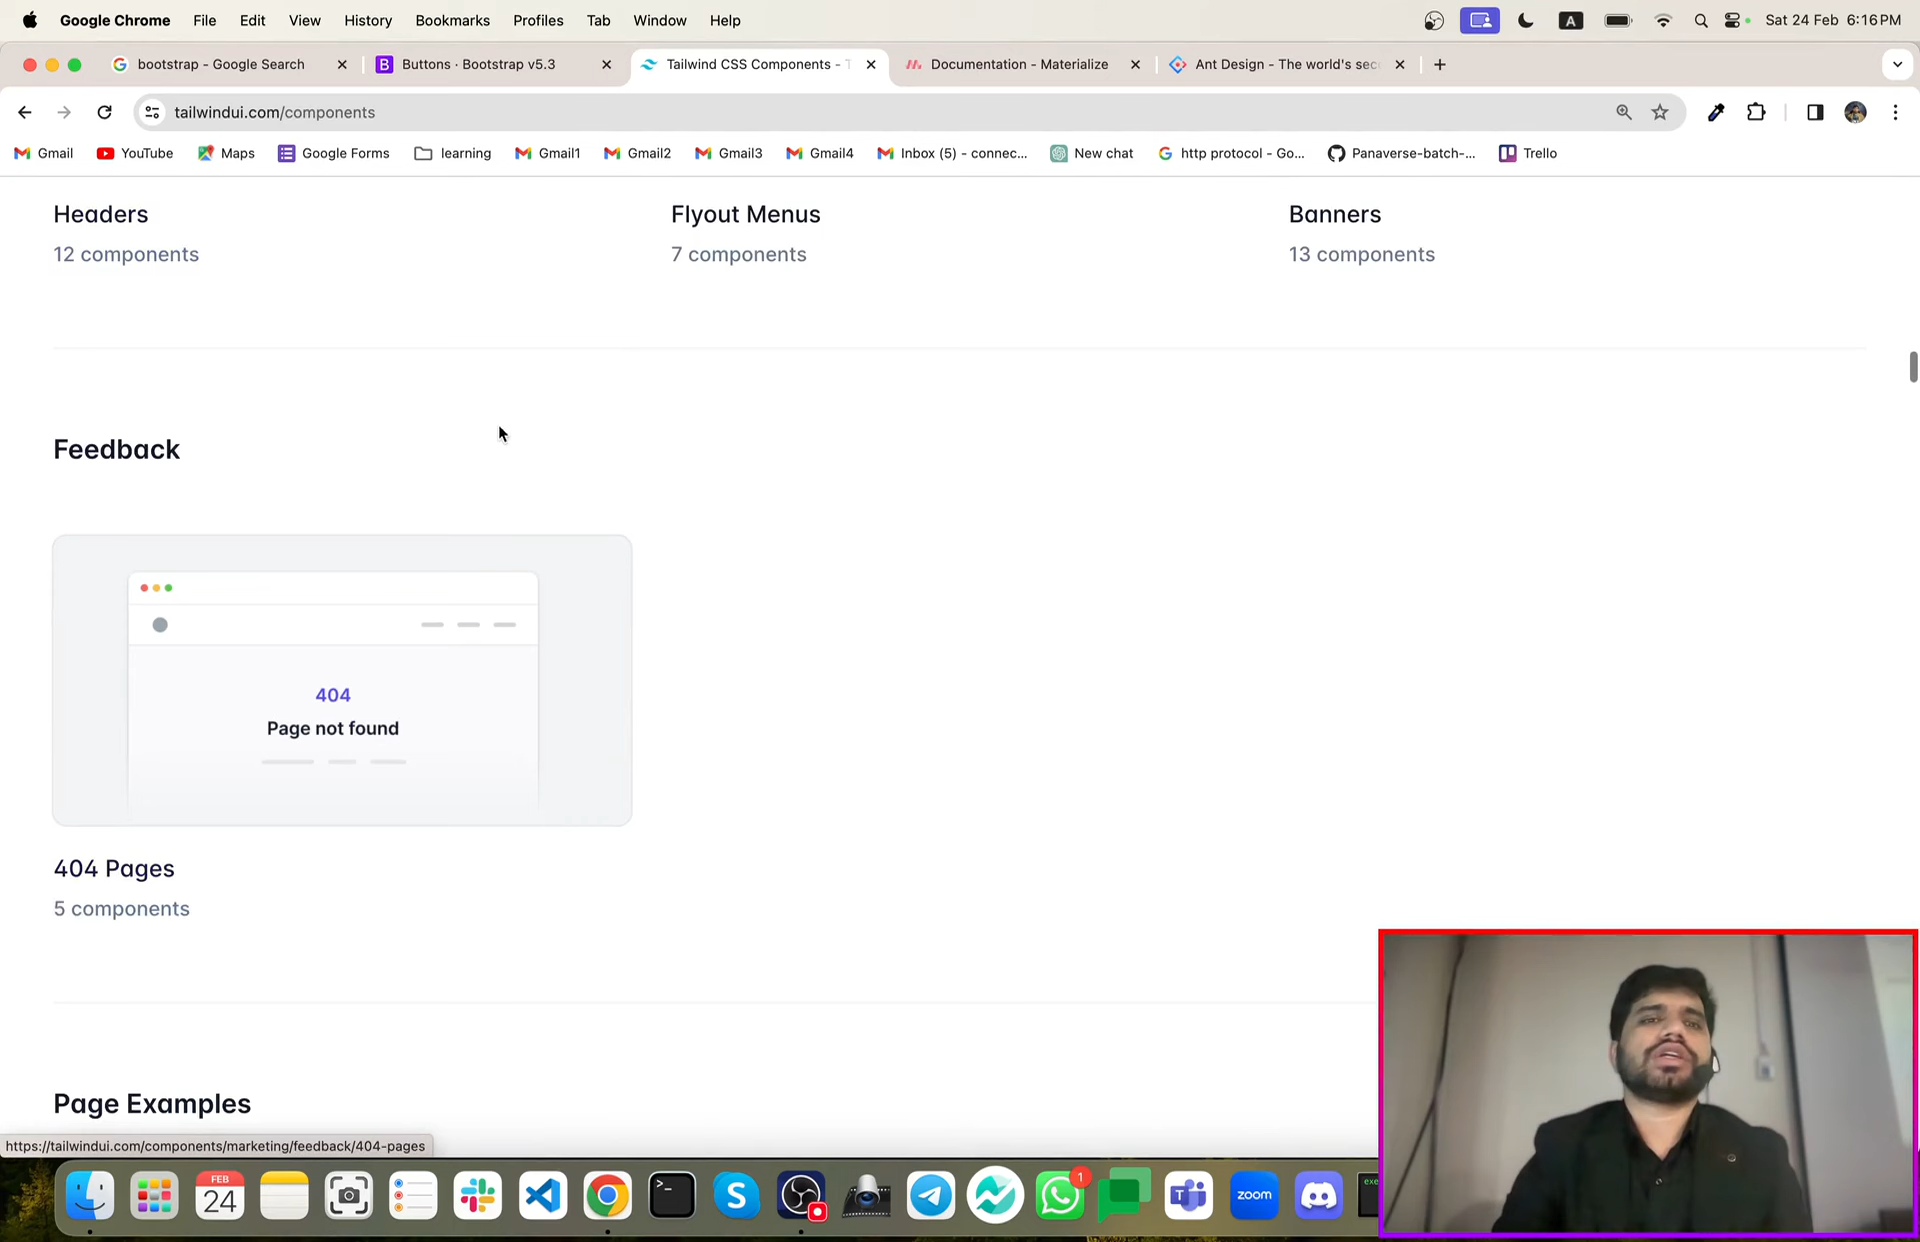 Google Chrome File Edit View History Bookmarks Profiles Tab Window Help A Sat 24 Feb 6:16 PM
bootstrap - Google Search B Buttons · Bootstrap v5.3 Tailwind CSS Components - Documentation - Materialize Ant Design - The world's sec
tailwindui.com/components
Gmail YouTube Maps Google Forms learning Gmail1 Gmail2 Gmail3 Gmail4 Inbox (5) - connec... New chat http protocol - Go... Panaverse-batch-... Trello
Headers Flyout Menus Banners
12 components 7 components 13 components
Feedback
404
Page not found
404 Pages
5 components
Page Examples
https://tailwindui.com/components/marketing/feedback/404-pages
FEB
24
S
1
zoom
exe